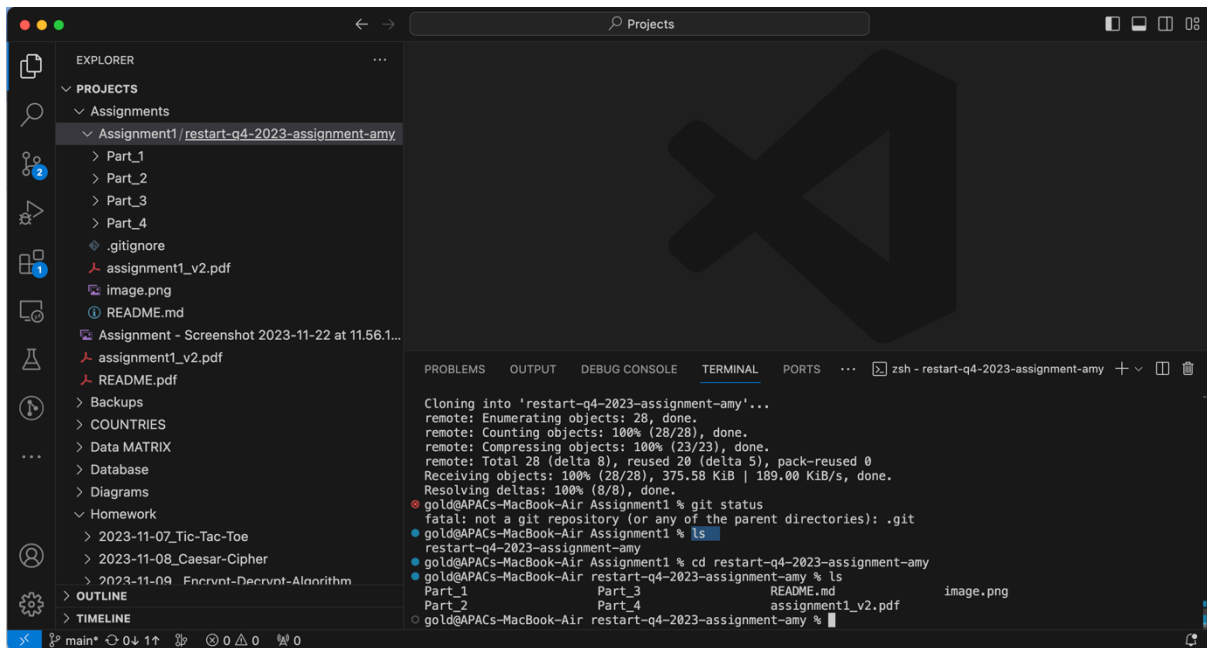 Projects
EXPLORER
PROJECTS
Assignments
Assignment1 / restart-q4-2023-assignment-amy
Part_1
Part_2
Part_3
Part_4
.gitignore
assignment1_v2.pdf
image.png
README.md
Assignment - Screenshot 2023-11-22 at 11.56.1...
assignment1_v2.pdf
README.pdf
Backups
COUNTRIES
Data MATRIX
Database
Diagrams
Homework
2023-11-07_Tic-Tac-Toe
2023-11-08_Caesar-Cipher
2023-11-09_Encrypt-Decrypt-Algorithm
OUTLINE
TIMELINE
2
1
PROBLEMS OUTPUT DEBUG CONSOLE TERMINAL PORTS ... zsh - restart-q4-2023-assignment-amy
Cloning into 'restart-q4-2023-assignment-amy'...
remote: Enumerating objects: 28, done.
remote: Counting objects: 100% (28/28), done.
remote: Compressing objects: 100% (23/23), done.
remote: Total 28 (delta 8), reused 20 (delta 5), pack-reused 0
Receiving objects: 100% (28/28), 375.58 KiB | 189.00 KiB/s, done.
Resolving deltas: 100% (8/8), done.
gold@APACs-MacBook-Air Assignment1 % git status
fatal: not a git repository (or any of the parent directories): .git
gold@APACs-MacBook-Air Assignment1 % ls
restart-q4-2023-assignment-amy
gold@APACs-MacBook-Air Assignment1 % cd restart-q4-2023-assignment-amy
gold@APACs-MacBook-Air restart-q4-2023-assignment-amy % ls
Part_1 Part_3 README.md image.png
Part_2 Part_4 assignment1_v2.pdf
gold@APACs-MacBook-Air restart-q4-2023-assignment-amy %
main* 0↓ 1↑ 0 0 0